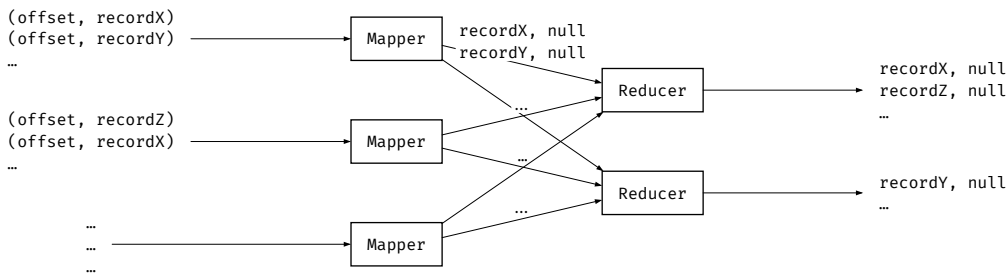 (offset, recordX)
(offset, recordY)
…
Mapper
recordX, null
recordY, null
Reducer
recordX, null
recordZ, null
…
…
(offset, recordZ)
(offset, recordX)
…
Mapper
…
Reducer
recordY, null
…
…
…
…
…
Mapper